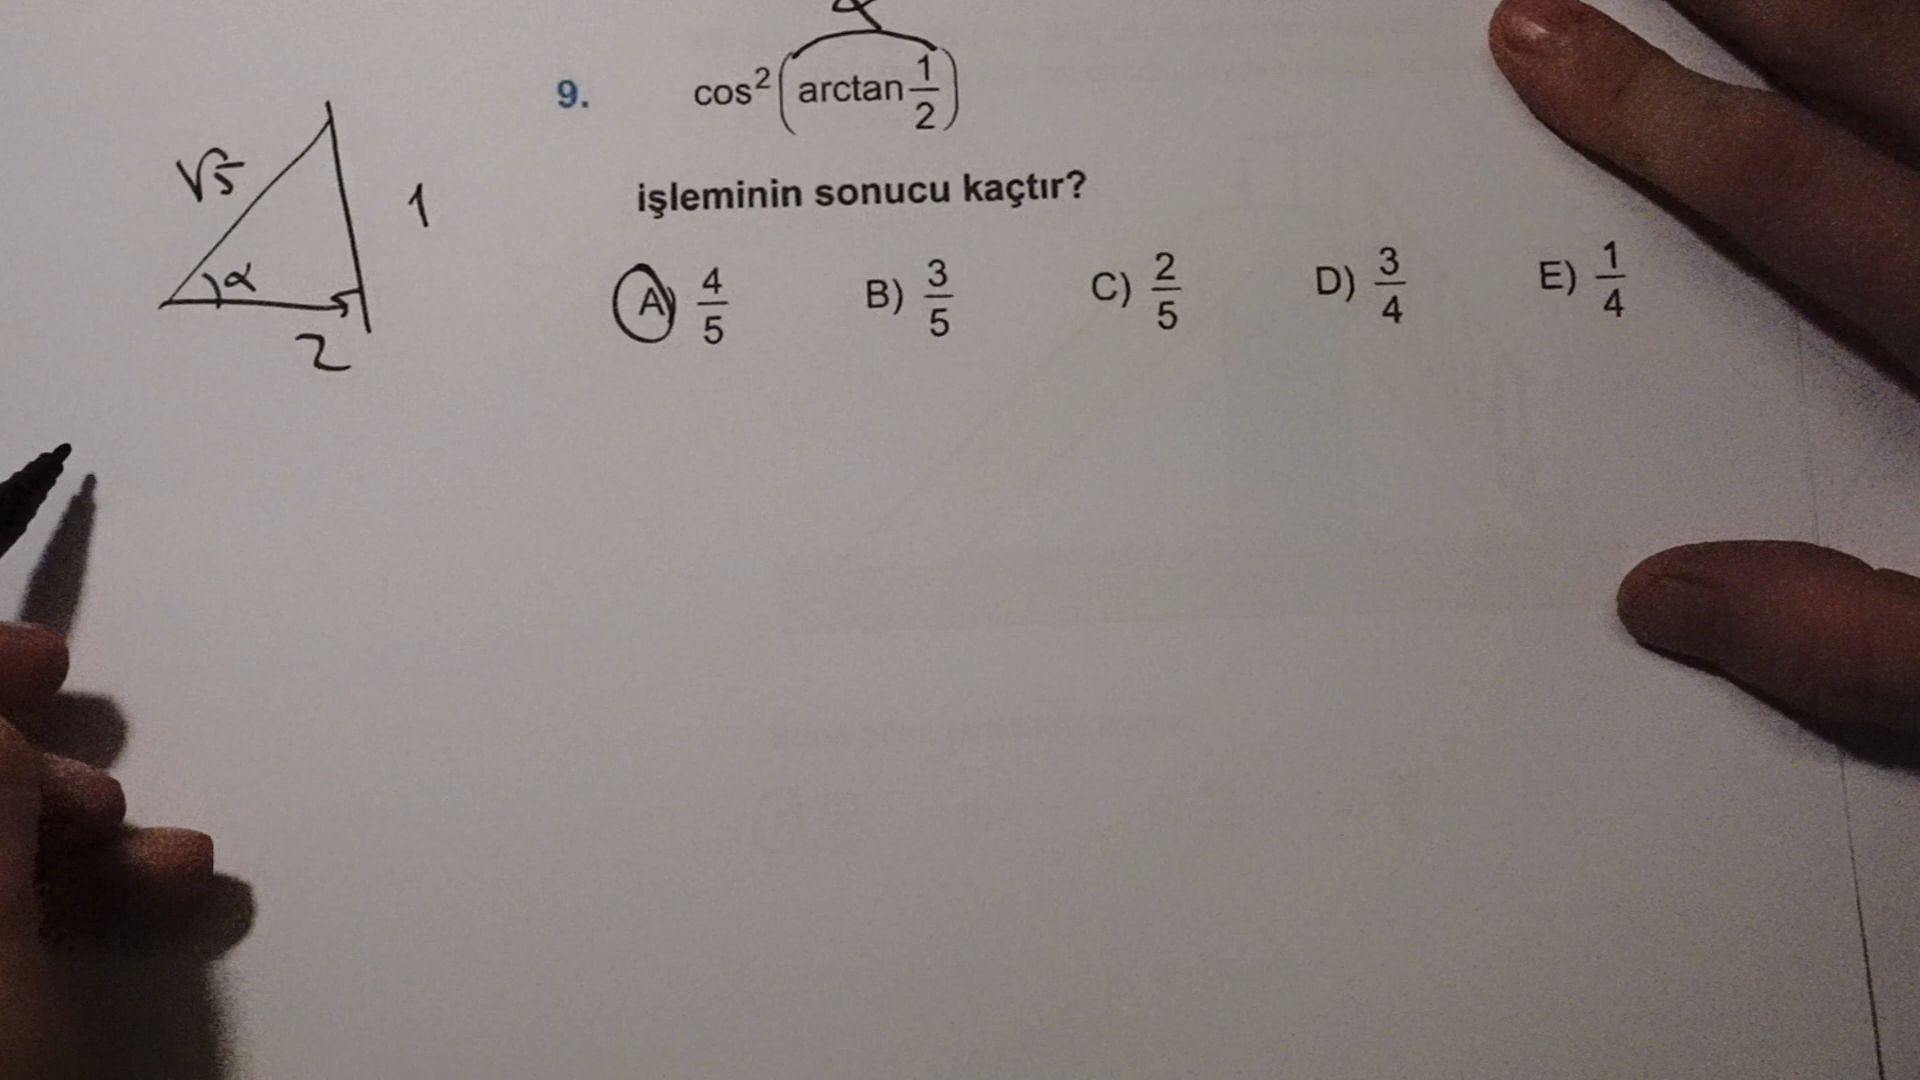 α
9. cos²(arctan 1/2)
işleminin sonucu kaçtır?
A) 4/5 B) 3/5 C) 2/5 D) 3/4 E) 1/4
√5
1
α
2